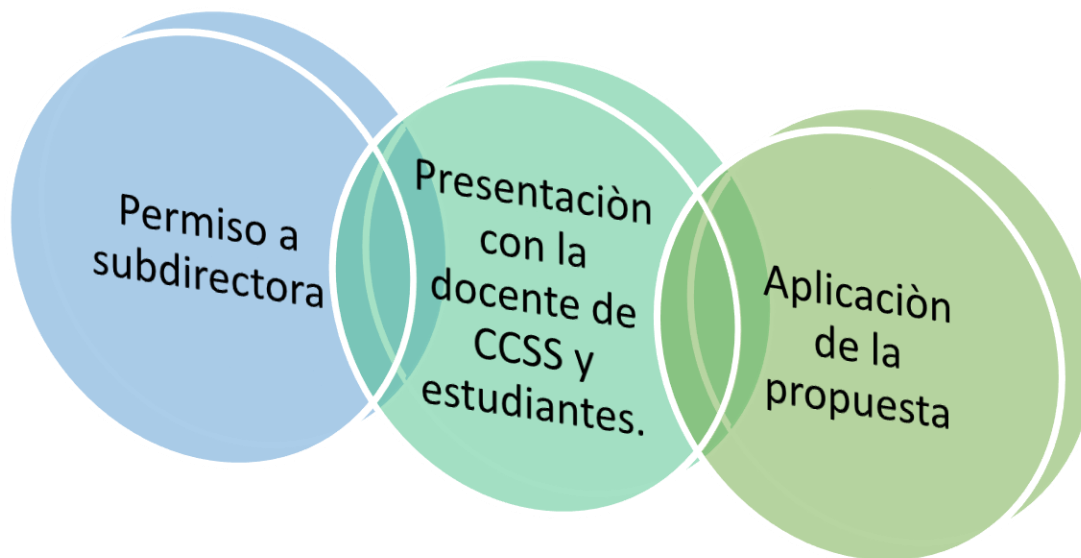 Permiso a
subdirectora
Presentaciòn
con la
docente de
CCSS y
estudiantes.
Aplicaciòn
de la
propuesta